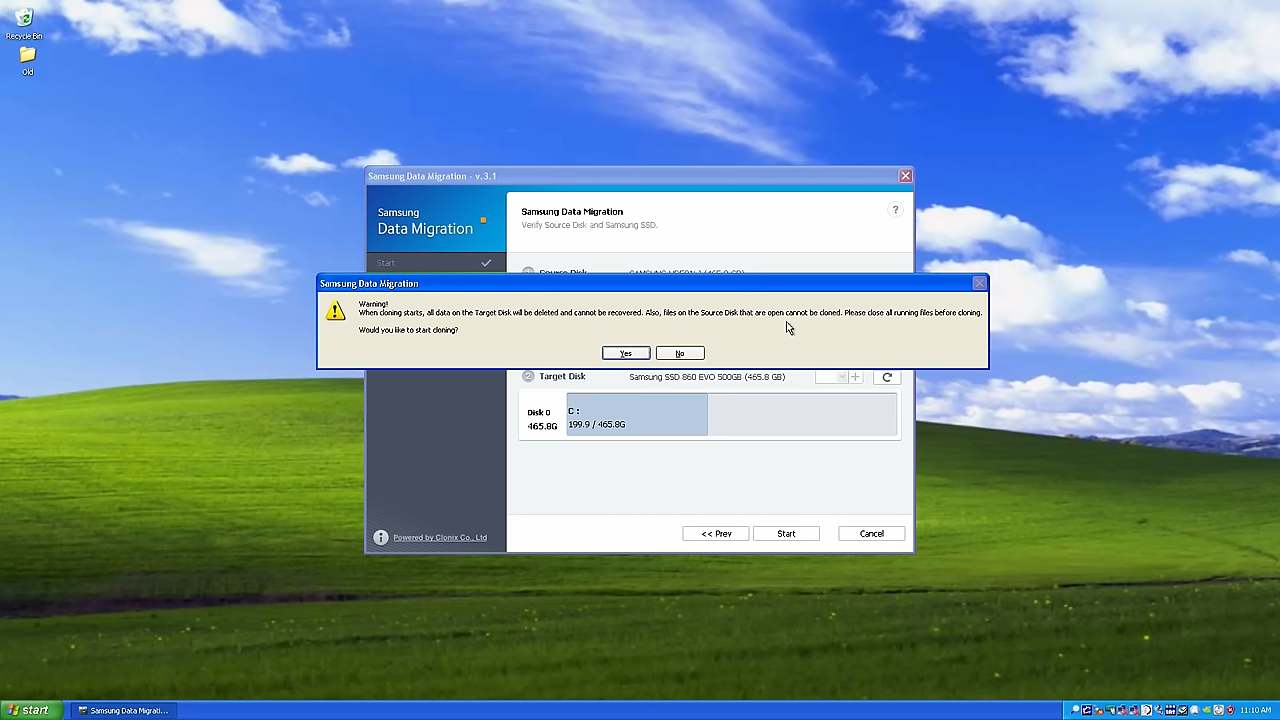 Recycle Bin
Old
Samsung Data Migration - v.3.1
Samsung
Data Migration
Start
Samsung Data Migration
Verify Source Disk and Samsung SSD.
?
Samsung Data Migration
Warning!
When cloning starts, all data on the Target Disk will be deleted and cannot be recovered. Also, files on the Source Disk that are open cannot be cloned. Please close all running files before cloning.
Would you like to start cloning?
Yes
No
2 Target Disk
Samsung SSD 860 EVO 500GB (465.8 GB)
Disk 0
465.8G
C :
199.9 / 465.8G
Powered by Clonix Co., Ltd
<< Prev
Start
Cancel
start
Samsung Data Migrati...
11:10 AM